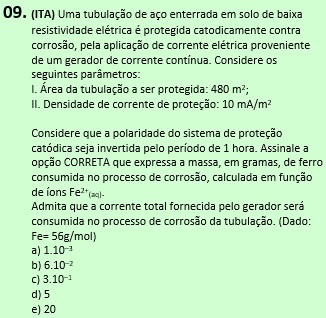 09. (ITA) Uma tubulação de aço enterrada em solo de baixa
resistividade elétrica é protegida catodicamente contra
corrosão, pela aplicação de corrente elétrica proveniente
de um gerador de corrente contínua. Considere os
seguintes parâmetros:
I. Área da tubulação a ser protegida: 480 m²;
II. Densidade de corrente de proteção: 10 mA/m²
Considere que a polaridade do sistema de proteção
catódica seja invertida pelo período de 1 hora. Assinale a
opção CORRETA que expressa a massa, em gramas, de ferro
consumida no processo de corrosão, calculada em função
de íons Fe²⁺(aq).
Admita que a corrente total fornecida pelo gerador será
consumida no processo de corrosão da tubulação. (Dado:
Fe= 56g/mol)
a) 1.10⁻³
b) 6.10⁻²
c) 3.10⁻¹
d) 5
e) 20